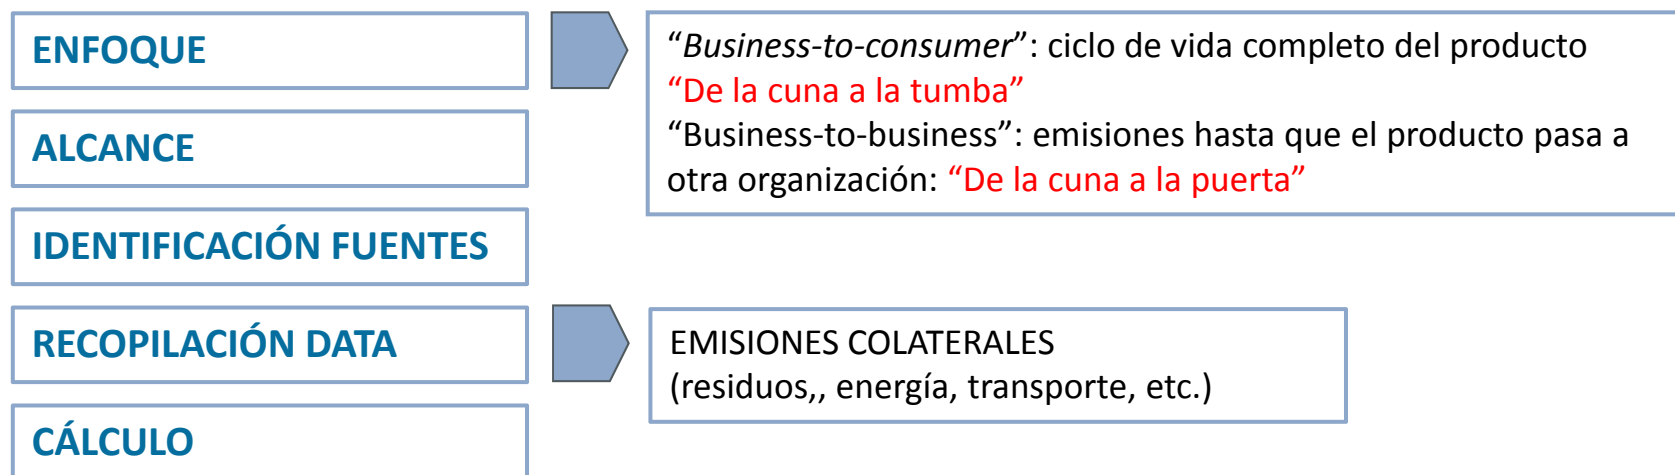 ENFOQUE
“Business-to-consumer”: ciclo de vida completo del producto
“De la cuna a la tumba”
“Business-to-business”: emisiones hasta que el producto pasa a
otra organización: “De la cuna a la puerta”
ALCANCE
IDENTIFICACIÓN FUENTES
RECOPILACIÓN DATA
EMISIONES COLATERALES
(residuos,, energía, transporte, etc.)
CÁLCULO